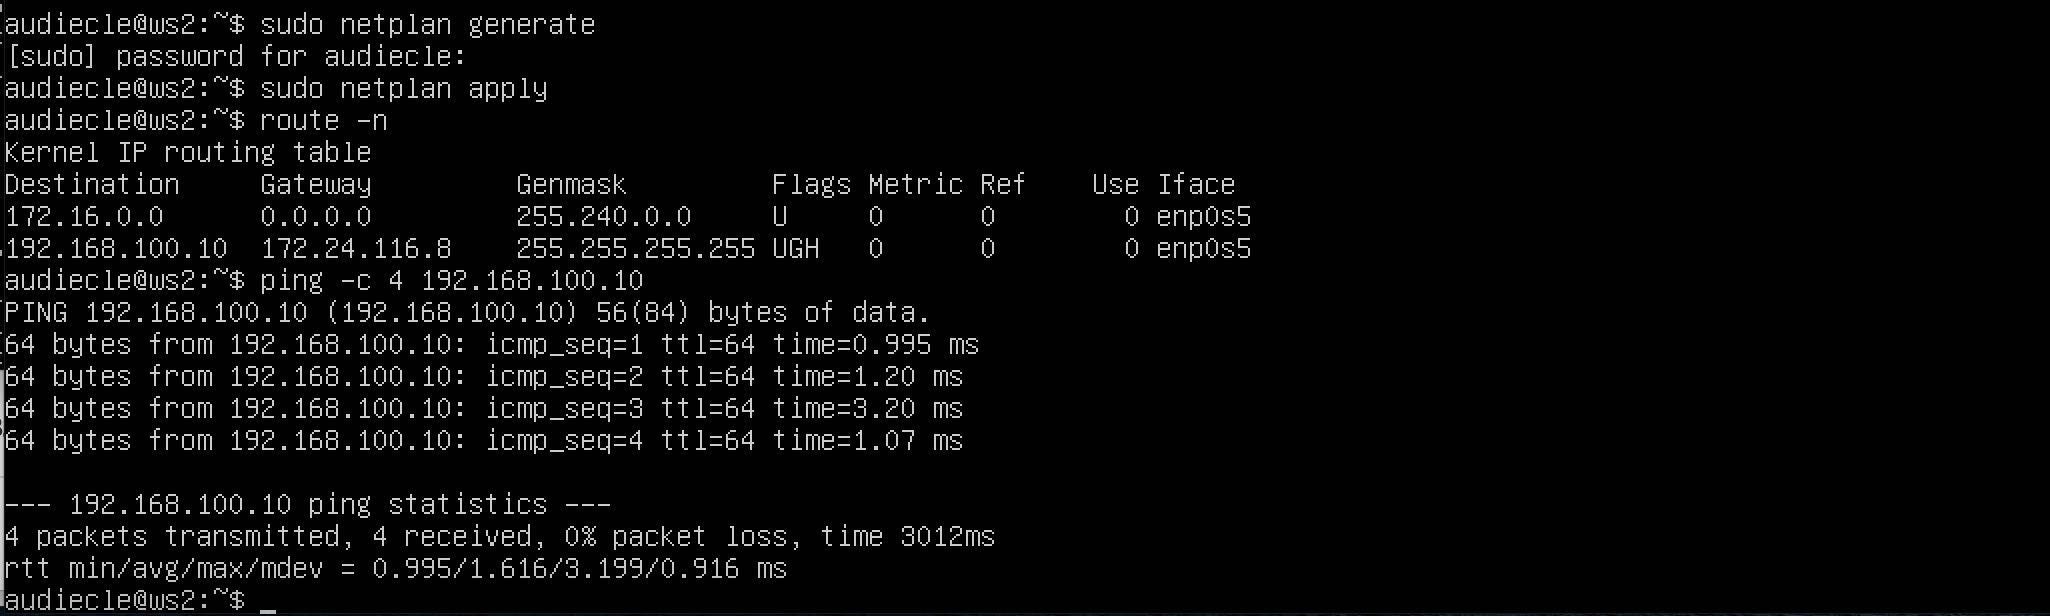 audiecle@ws2:~$ sudo netplan generate
[sudo] password for audiecle:
audiecle@ws2:~$ sudo netplan apply
audiecle@ws2:~$ route -n
Kernel IP routing table
Destination     Gateway         Genmask         Flags Metric Ref    Use Iface
172.16.0.0      0.0.0.0         255.240.0.0     U     0      0        0 enp0s5
192.168.100.10  172.24.116.8    255.255.255.255 UGH   0      0        0 enp0s5
audiecle@ws2:~$ ping -c 4 192.168.100.10
PING 192.168.100.10 (192.168.100.10) 56(84) bytes of data.
64 bytes from 192.168.100.10: icmp_seq=1 ttl=64 time=0.995 ms
64 bytes from 192.168.100.10: icmp_seq=2 ttl=64 time=1.20 ms
64 bytes from 192.168.100.10: icmp_seq=3 ttl=64 time=3.20 ms
64 bytes from 192.168.100.10: icmp_seq=4 ttl=64 time=1.07 ms

--- 192.168.100.10 ping statistics ---
4 packets transmitted, 4 received, 0% packet loss, time 3012ms
rtt min/avg/max/mdev = 0.995/1.616/3.199/0.916 ms
audiecle@ws2:~$ _